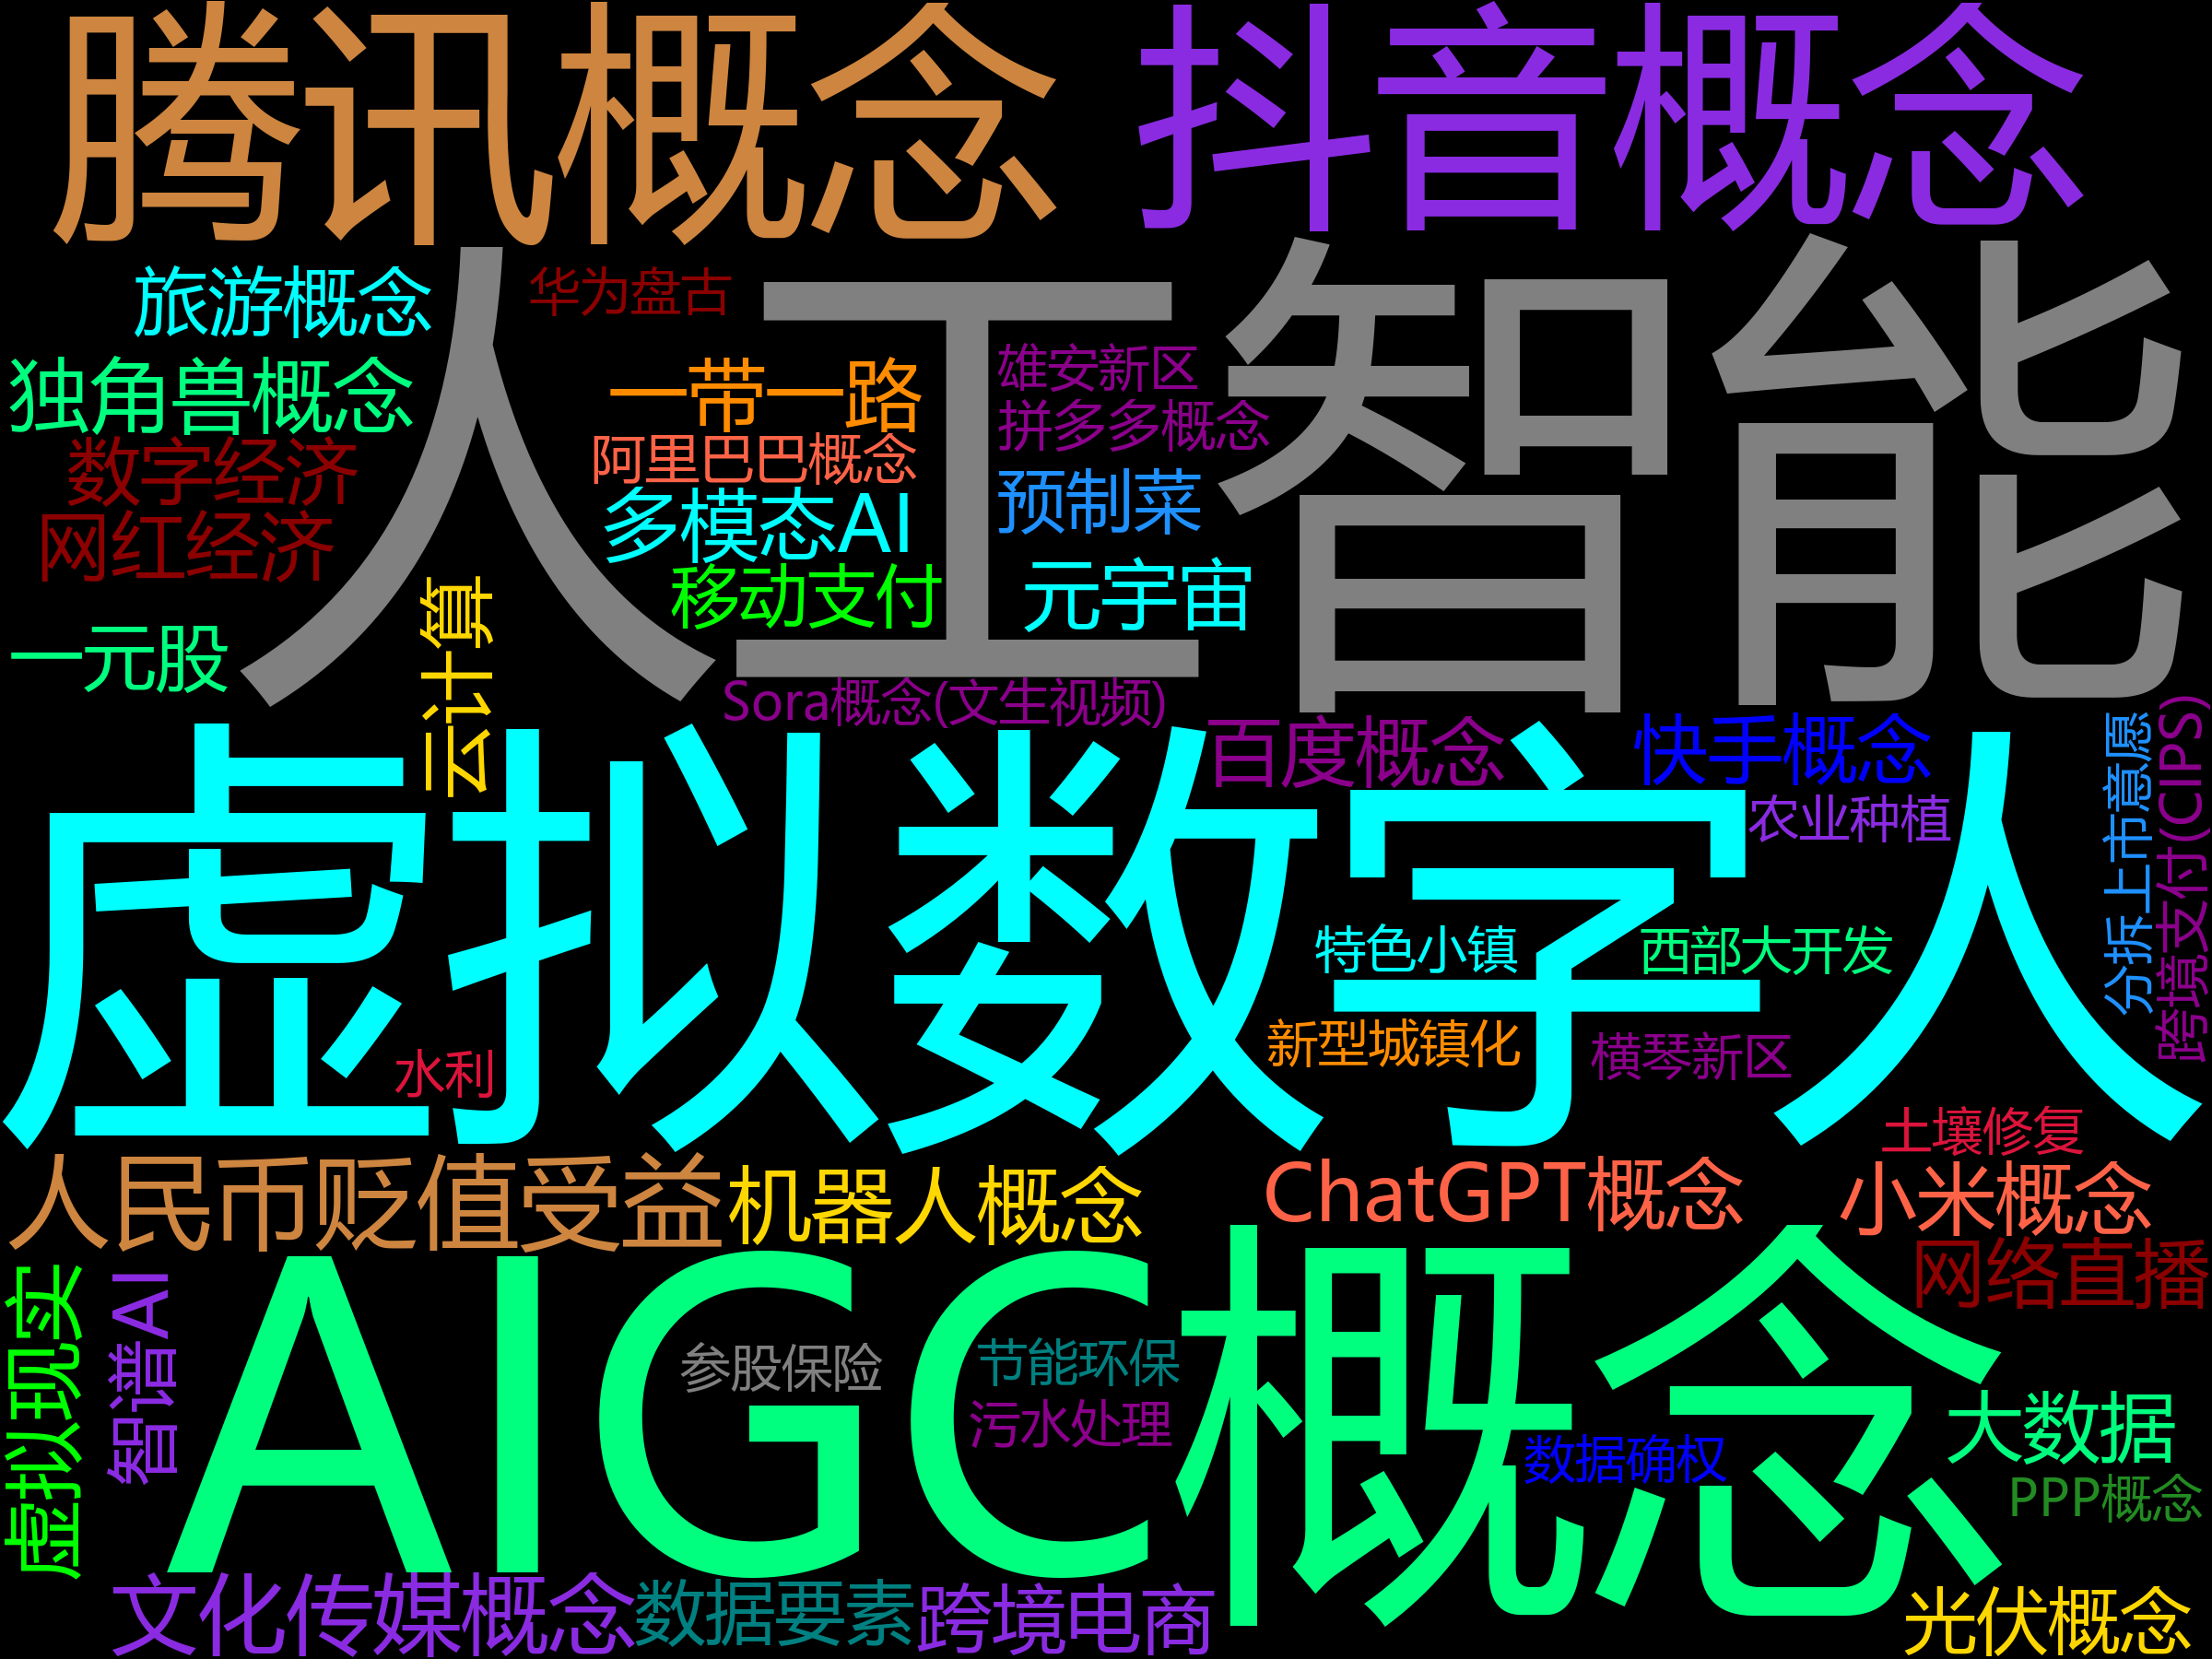 腾讯概念
抖音概念
人工智能
旅游概念
华为盘古
独角兽概念
一带一路
雄安新区
拼多多概念
数字经济
阿里巴巴概念
预制菜
多模态AI
网红经济
移动支付
元宇宙
云计算
一元股
Sora概念(文生视频)
百度概念
快手概念
农业种植
分拆上市意愿
跨境支付(CIPS)
虚拟数字人
特色小镇
西部大开发
新型城镇化
横琴新区
水利
土壤修复
人民币贬值受益
机器人概念
ChatGPT概念
小米概念
网络直播
虚拟现实
智谱AI
AIGC概念
参股保险
节能环保
污水处理
数据确权
大数据
PPP概念
文化传媒概念
数据要素
跨境电商
光伏概念